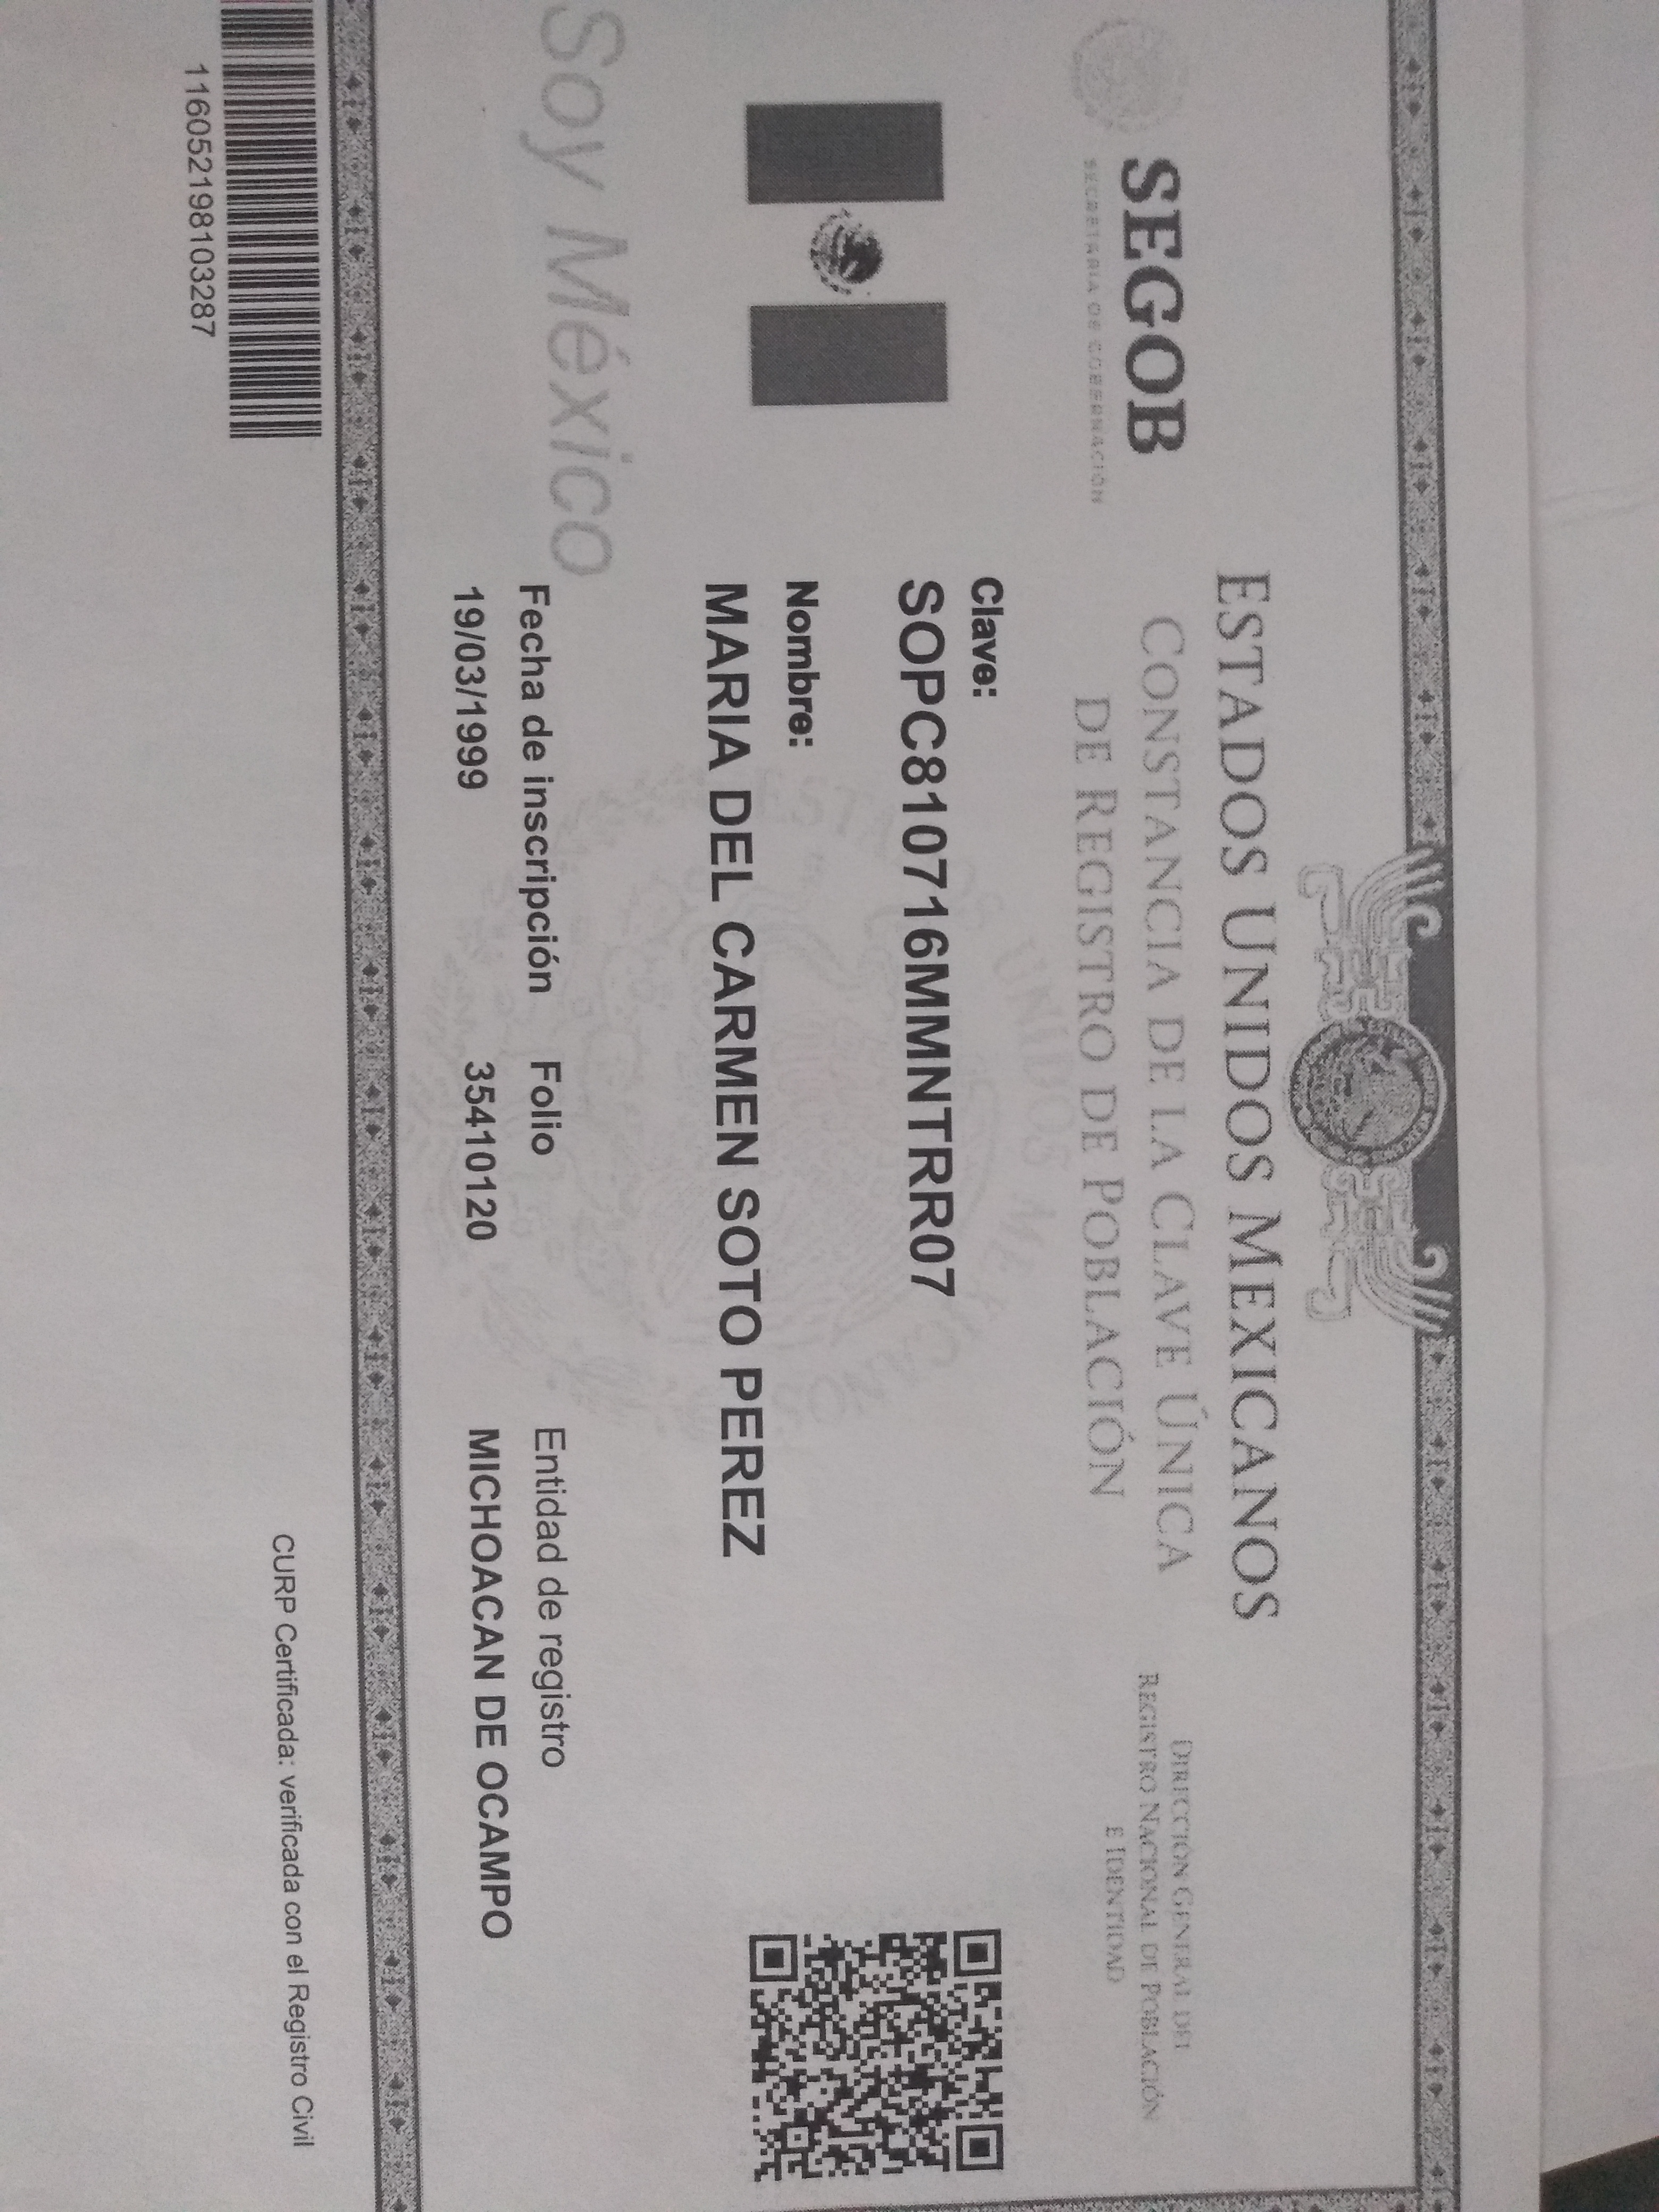 ESTADOS UNIDOS MEXICANOS
CONSTANCIA DE LA CLAVE ÚNICA
DE REGISTRO DE POBLACIÓN
SEGOB
SECRETARÍA DE GOBERNACIÓN
DIRECCIÓN GENERAL DEL
REGISTRO NACIONAL DE POBLACIÓN
E IDENTIDAD
ESTADOS UNIDOS MEXICANOS
Clave:
SOPC810716MMNTRR07
Nombre:
MARIA DEL CARMEN SOTO PEREZ
Soy México
Fecha de inscripción
19/03/1999
Folio
35410120
Entidad de registro
MICHOACAN DE OCAMPO
116052198103287
CURP Certificada: verificada con el Registro Civil